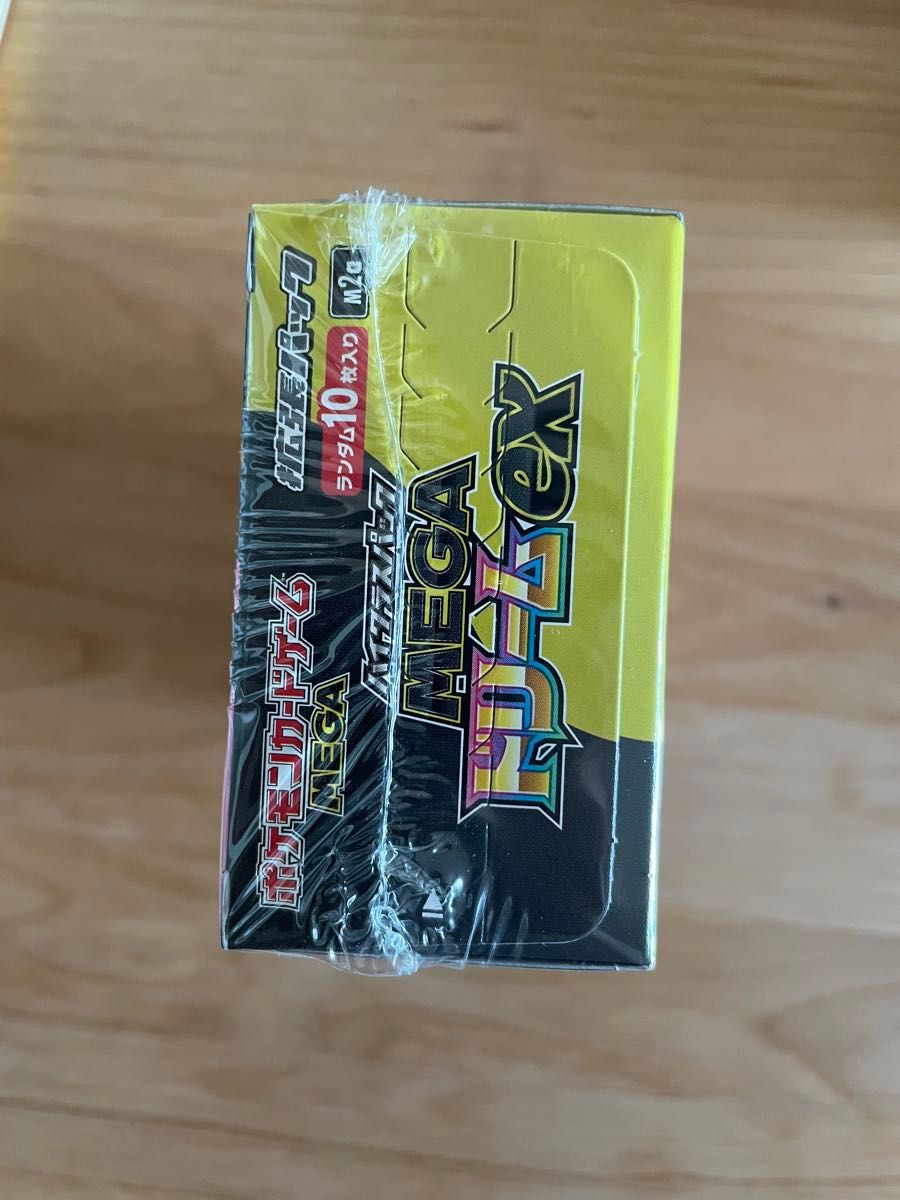 ポケモンカードゲーム
MEGA
拡張パック
ランダム10枚入り
M2a
ハイクラスパック
MEGA
ドリームex